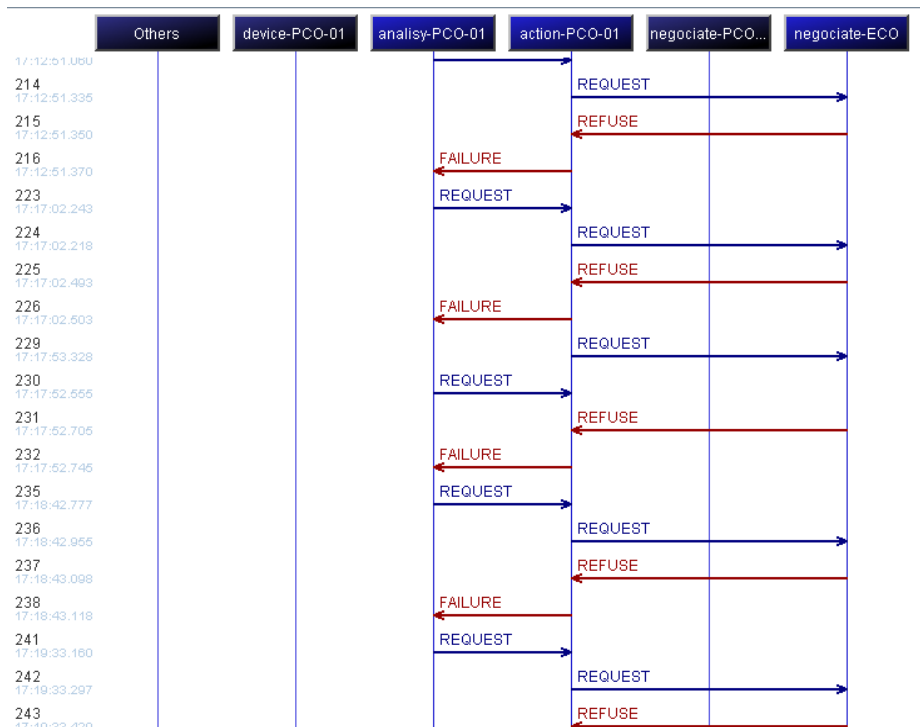 Others device-PCO-01 analisy-PCO-01 action-PCO-01 negociate-PCO... negociate-ECO
17:12:51.060
214 REQUEST
17:12:51.335
215 REFUSE
17:12:51.350
216 FAILURE
17:12:51.370
223 REQUEST
17:17:02.243
224 REQUEST
17:17:02.218
225 REFUSE
17:17:02.493
226 FAILURE
17:17:02.503
229 REQUEST
17:17:53.328
230 REQUEST
17:17:52.555
231 REFUSE
17:17:52.705
232 FAILURE
17:17:52.745
235 REQUEST
17:18:42.777
236 REQUEST
17:18:42.955
237 REFUSE
17:18:43.098
238 FAILURE
17:18:43.118
241 REQUEST
17:19:33.160
242 REQUEST
17:19:33.297
243 REFUSE